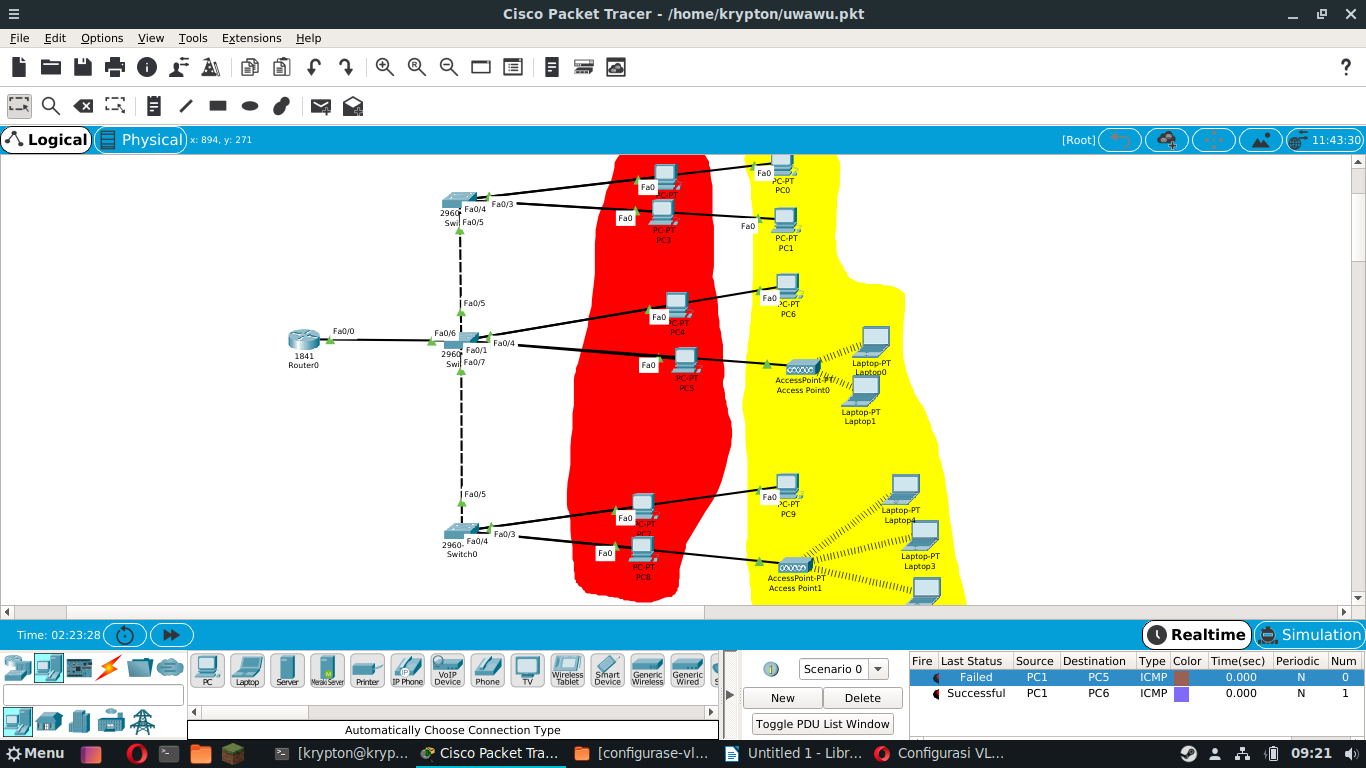 Cisco Packet Tracer - /home/krypton/uwawu.pkt
File Edit Options View Tools Extensions Help
Logical Physical x: 894, y: 271 [Root] 11:43:30
Fa0
PC-PT
PC0
Fa0
PC-PT
Fa0/4
Fa0/3
2960
Swi
Fa0/5
Fa0
PC-PT
PC3
Fa0
PC-PT
PC1
Fa0/5
Fa0
PC-PT
PC6
Fa0
PC-PT
PC4
Fa0/0
Fa0/6
Fa0/1
Fa0/4
2960
Swi
Fa0/7
1841
Router0
Fa0
PC-PT
PC5
AccessPoint-PT
Access Point0
Laptop-PT
Laptop0
Laptop-PT
Laptop1
Fa0/5
Fa0
PC-PT
PC9
Fa0
PC-PT
PC7
Laptop-PT
Laptop4
Fa0/4
Fa0/3
2960-
Switch0
Fa0
PC-PT
PC8
Laptop-PT
Laptop3
AccessPoint-PT
Access Point1
Time: 02:23:28 Realtime Simulation
PC
Laptop
Server
Meraki Server
Printer
IP Phone
VoIP Device
Phone
TV
Wireless Tablet
Smart Device
Generic Wireless
Generic Wired
Automatically Choose Connection Type
Scenario 0
New Delete
Toggle PDU List Window
Fire Last Status Source Destination Type Color Time(sec) Periodic Num
Failed PC1 PC5 ICMP 0.000 N 0
Successful PC1 PC6 ICMP 0.000 N 1
Menu [krypton@kryp... Cisco Packet Tra... [configurase-vl... Untitled 1 - Libr... Configurasi VL... 09:21